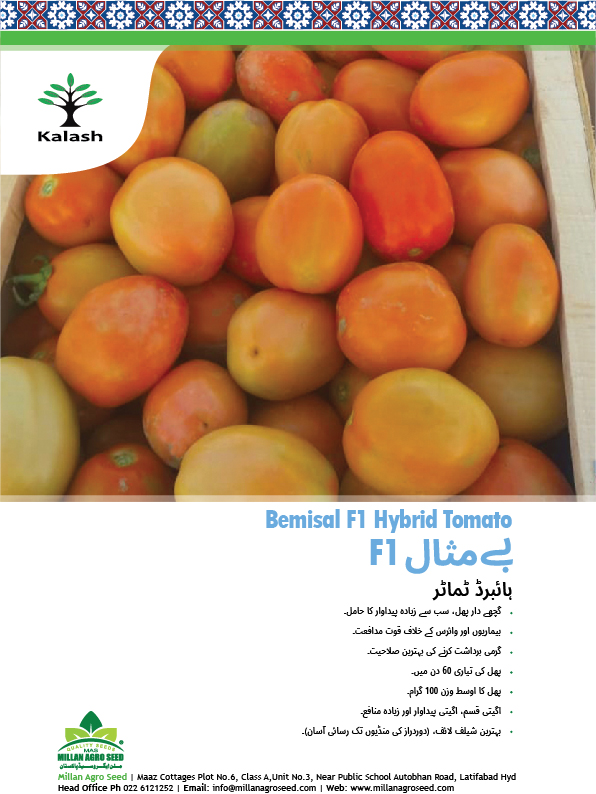 Kalash
Bemisal F1 Hybrid Tomato
بےمثال F1
ہائبرڈ ٹماٹر
• گچھے دار پھل، سب سے زیادہ پیداوار کا حامل۔
• بیماریوں اور وائرس کے خلاف قوت مدافعت۔
• گرمی برداشت کرنے کی بہترین صلاحیت۔
• پھل کی تیاری 60 دن میں۔
• پھل کا اوسط وزن 100 گرام۔
• اگیتی قسم، اگیتی پیداوار اور زیادہ منافع۔
• بہترین شیلف لائف، (دوردراز کی منڈیوں تک رسائی آسان)۔
QUALITY SEEDS
MAS
MILLAN AGRO SEED
ملن ایگروسیڈ پاکستان
Millan Agro Seed | Maaz Cottages Plot No.6, Class A,Unit No.3, Near Public School Autobhan Road, Latifabad Hyd
Head Office Ph 022 6121252 | Email: info@millanagroseed.com | Web: www.millanagroseed.com